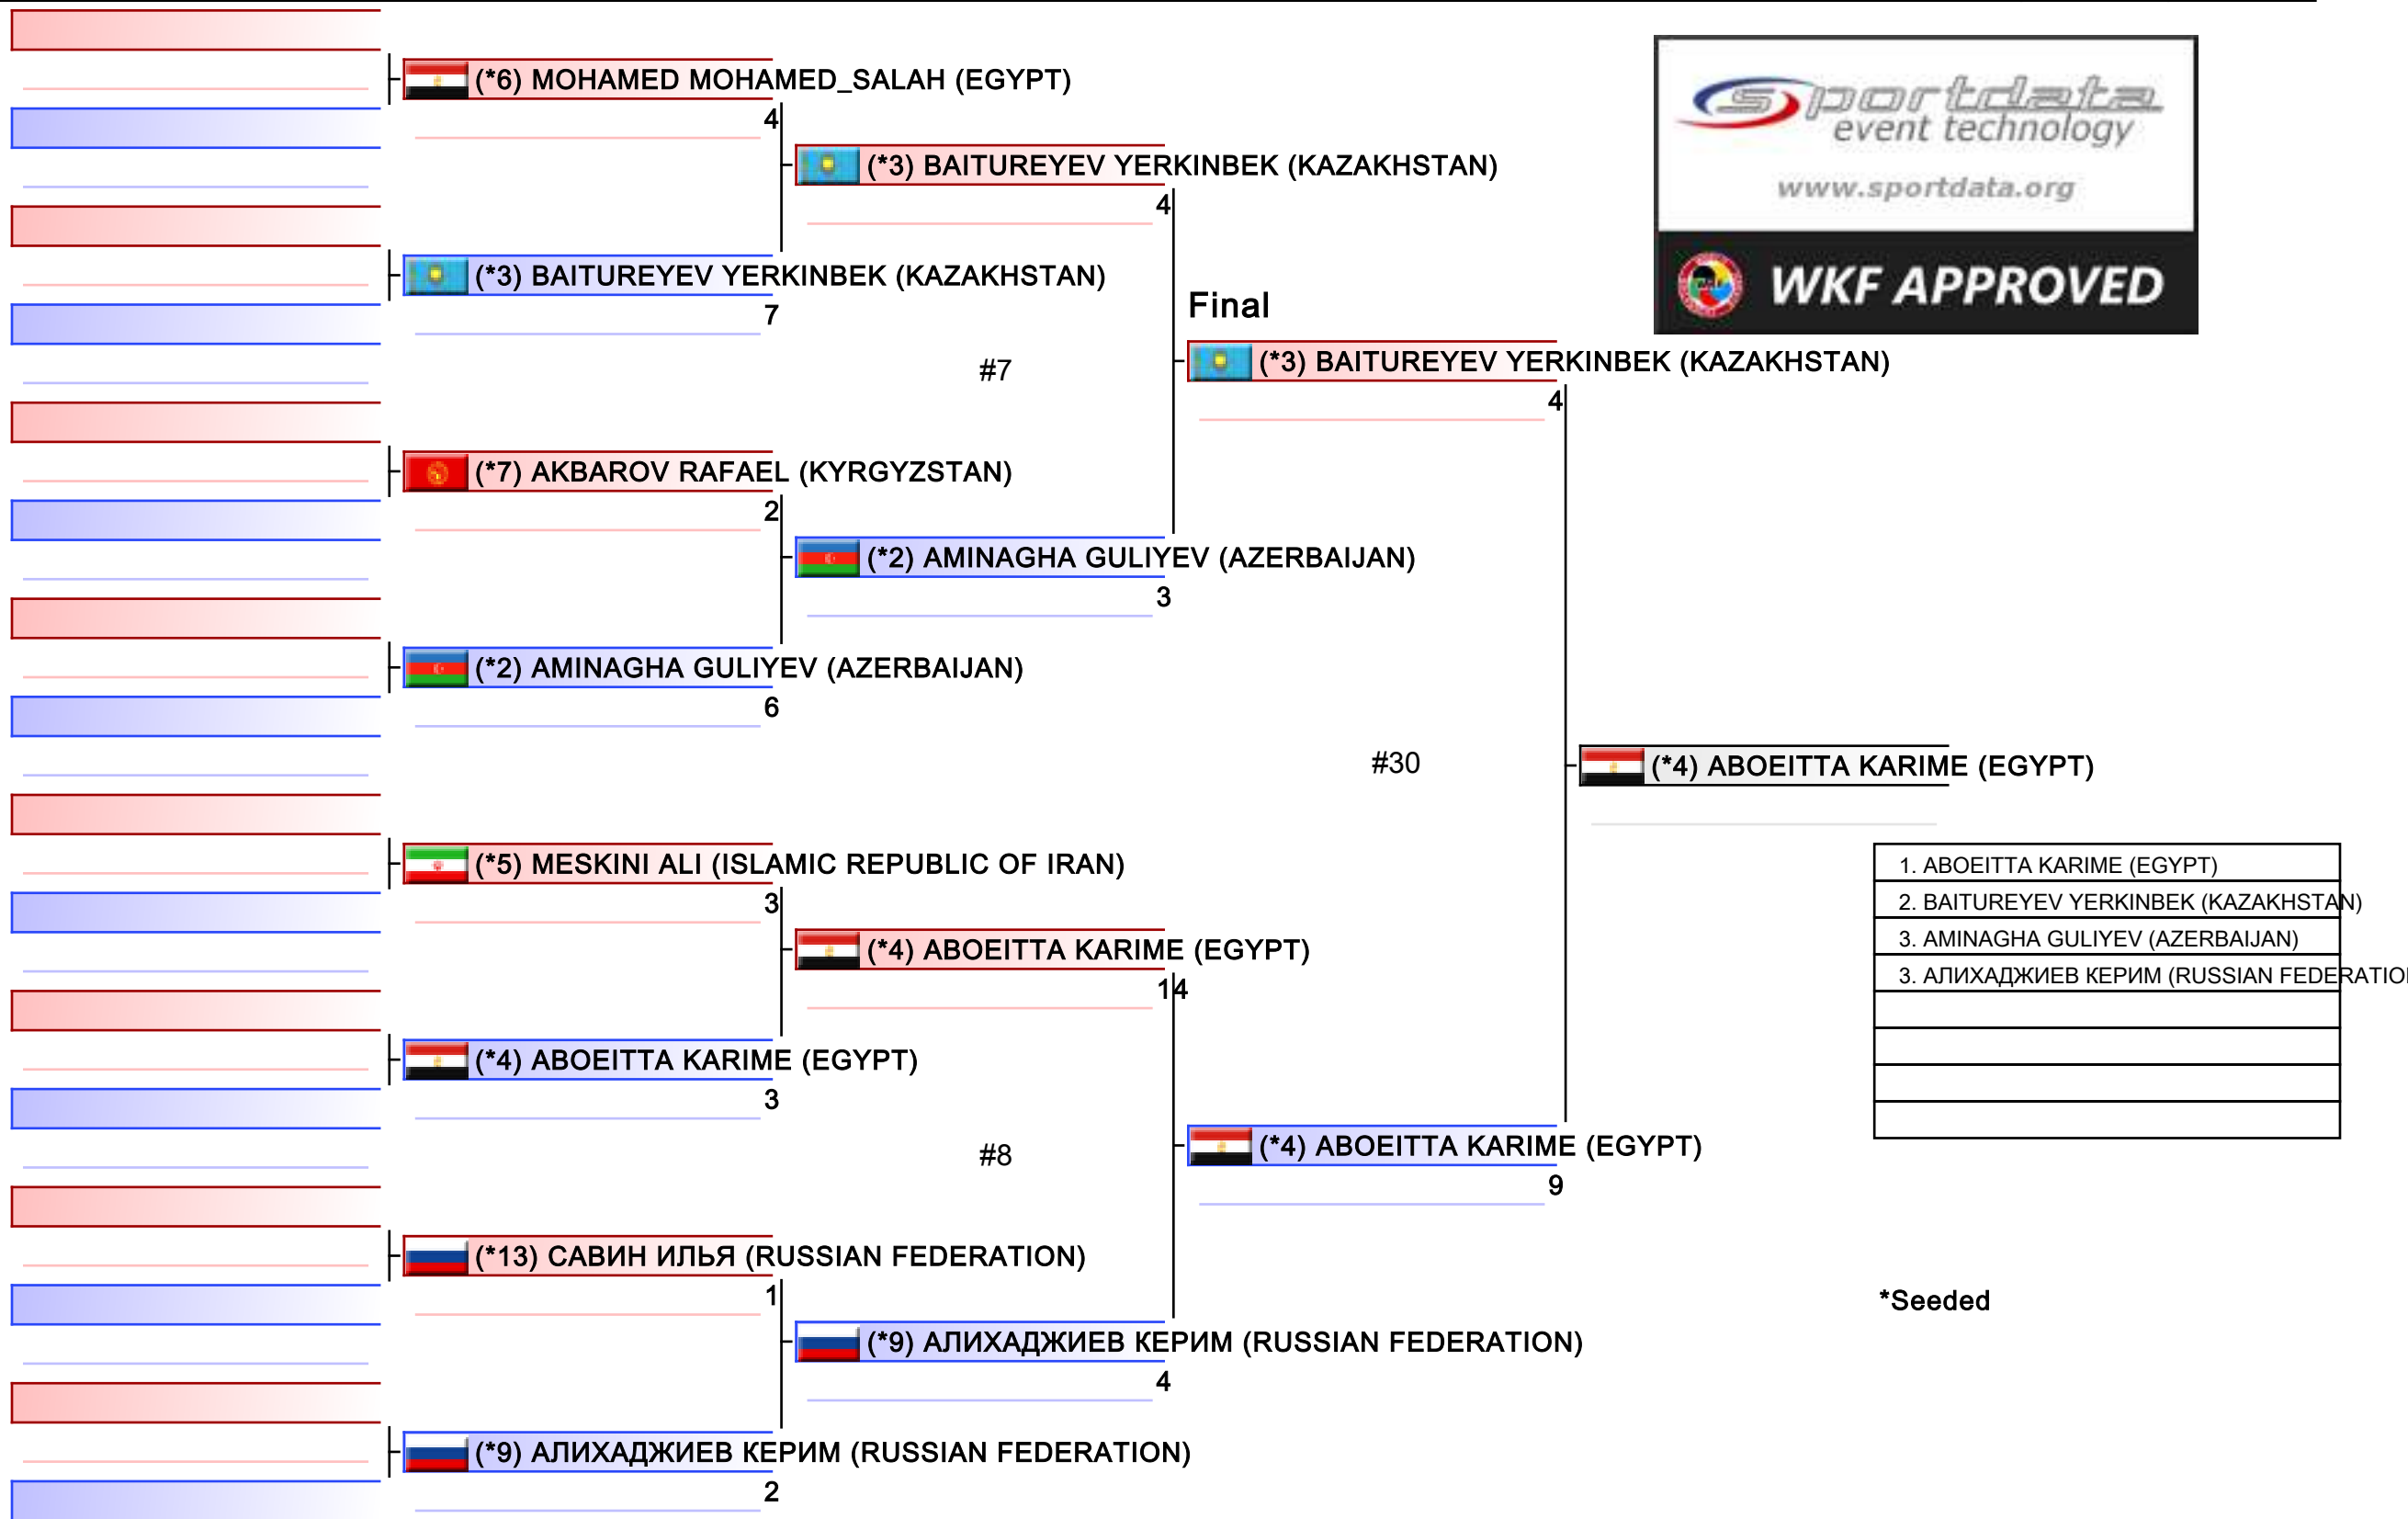 (*6) MOHAMED MOHAMED_SALAH (EGYPT)
4
(*3) BAITUREYEV YERKINBEK (KAZAKHSTAN)
4
(*3) BAITUREYEV YERKINBEK (KAZAKHSTAN)
7
Final
#7
(*3) BAITUREYEV YERKINBEK (KAZAKHSTAN)
4
(*7) AKBAROV RAFAEL (KYRGYZSTAN)
2
(*2) AMINAGHA GULIYEV (AZERBAIJAN)
3
(*2) AMINAGHA GULIYEV (AZERBAIJAN)
6
#30
(*4) ABOEITTA KARIME (EGYPT)
(*5) MESKINI ALI (ISLAMIC REPUBLIC OF IRAN)
3
(*4) ABOEITTA KARIME (EGYPT)
14
(*4) ABOEITTA KARIME (EGYPT)
3
#8
(*4) ABOEITTA KARIME (EGYPT)
9
(*13) САВИН ИЛЬЯ (RUSSIAN FEDERATION)
1
(*9) АЛИХАДЖИЕВ КЕРИМ (RUSSIAN FEDERATION)
4
(*9) АЛИХАДЖИЕВ КЕРИМ (RUSSIAN FEDERATION)
2
sportdata
event technology
www.sportdata.org
WKF APPROVED
1. ABOEITTA KARIME (EGYPT)
2. BAITUREYEV YERKINBEK (KAZAKHSTAN)
3. AMINAGHA GULIYEV (AZERBAIJAN)
3. АЛИХАДЖИЕВ КЕРИМ (RUSSIAN FEDERATION
*Seeded